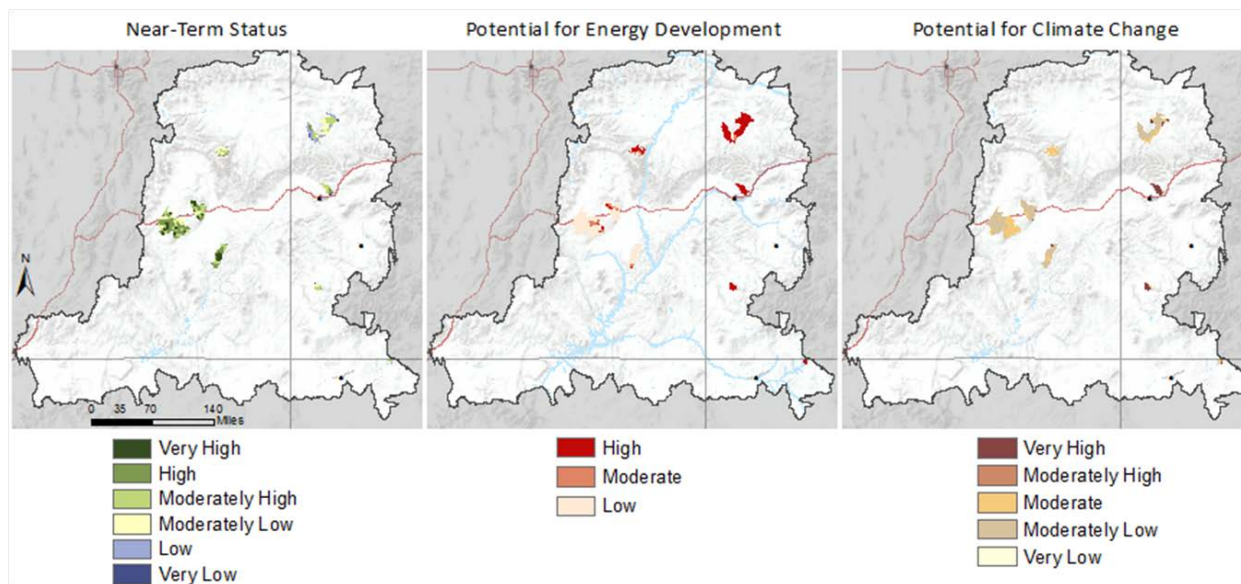 Near-Term Status
Potential for Energy Development
Potential for Climate Change
N
0 35 70 140
Miles
Very High
High
Moderately High
Moderately Low
Low
Very Low
High
Moderate
Low
Very High
Moderately High
Moderate
Moderately Low
Very Low